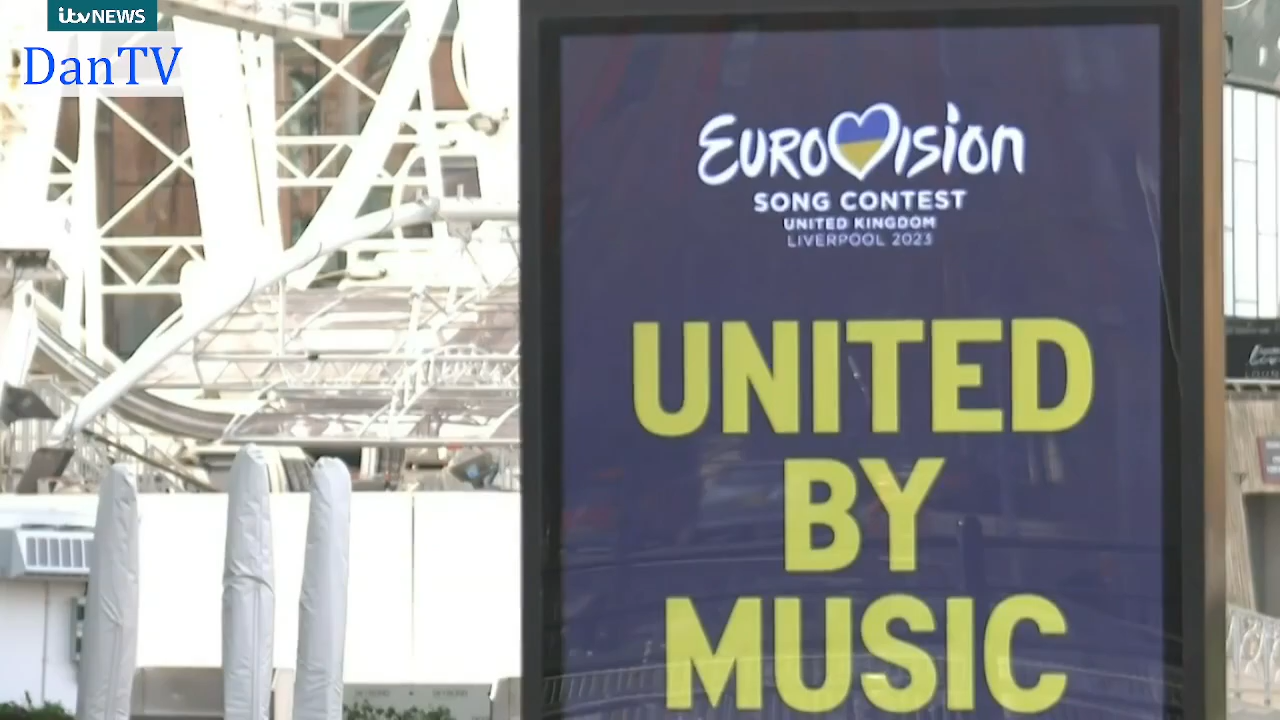 itv NEWS
DanTV
EUROVISION
SONG CONTEST
UNITED KINGDOM
LIVERPOOL 2023
UNITED
BY
MUSIC